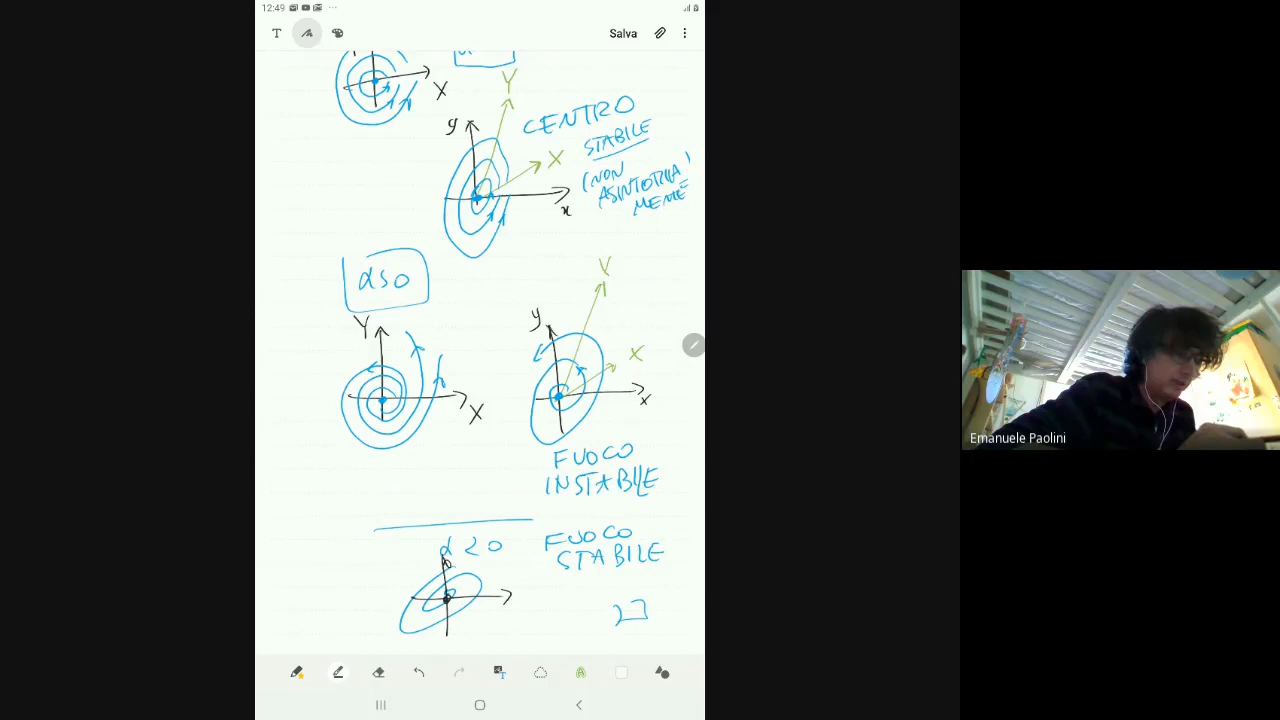 12:49
T
Salva
X
Y
y
CENTRO
STABILE
X
(NON
ASINTOTICA
MENTE
x
α>0
Y
Y
y
X
x
X
FUOCO
INSTABILE
α<0
FUOCO
STABILE
Emanuele Paolini